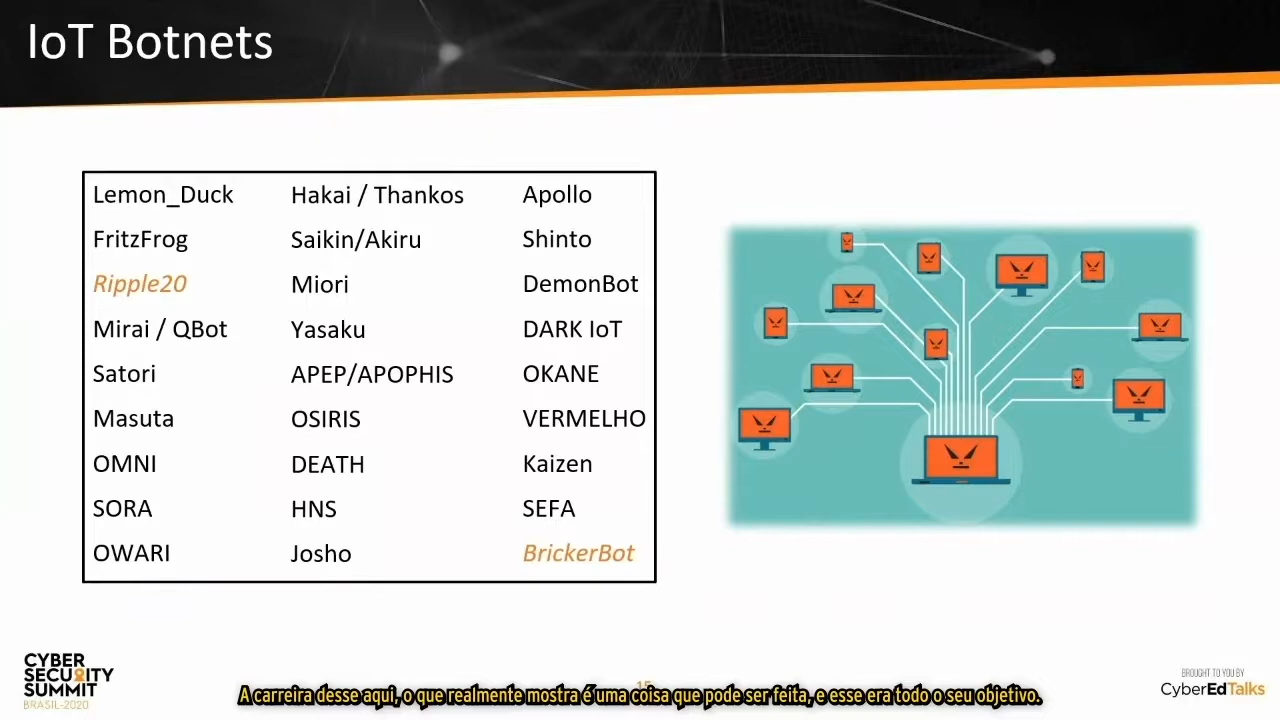 IoT Botnets
Lemon_Duck Hakai / Thankos Apollo
FritzFrog Saikin/Akiru Shinto
Ripple20 Miori DemonBot
Mirai / QBot Yasaku DARK IoT
Satori APEP/APOPHIS OKANE
Masuta OSIRIS VERMELHO
OMNI DEATH Kaizen
SORA HNS SEFA
OWARI Josho BrickerBot
CYBER
SECURITY
SUMMIT
BRASIL-2020
15
A carreira desse aqui, o que realmente mostra é uma coisa que pode ser feita, e esse era todo o seu objetivo.
BROUGHT TO YOU BY
CyberEdTalks